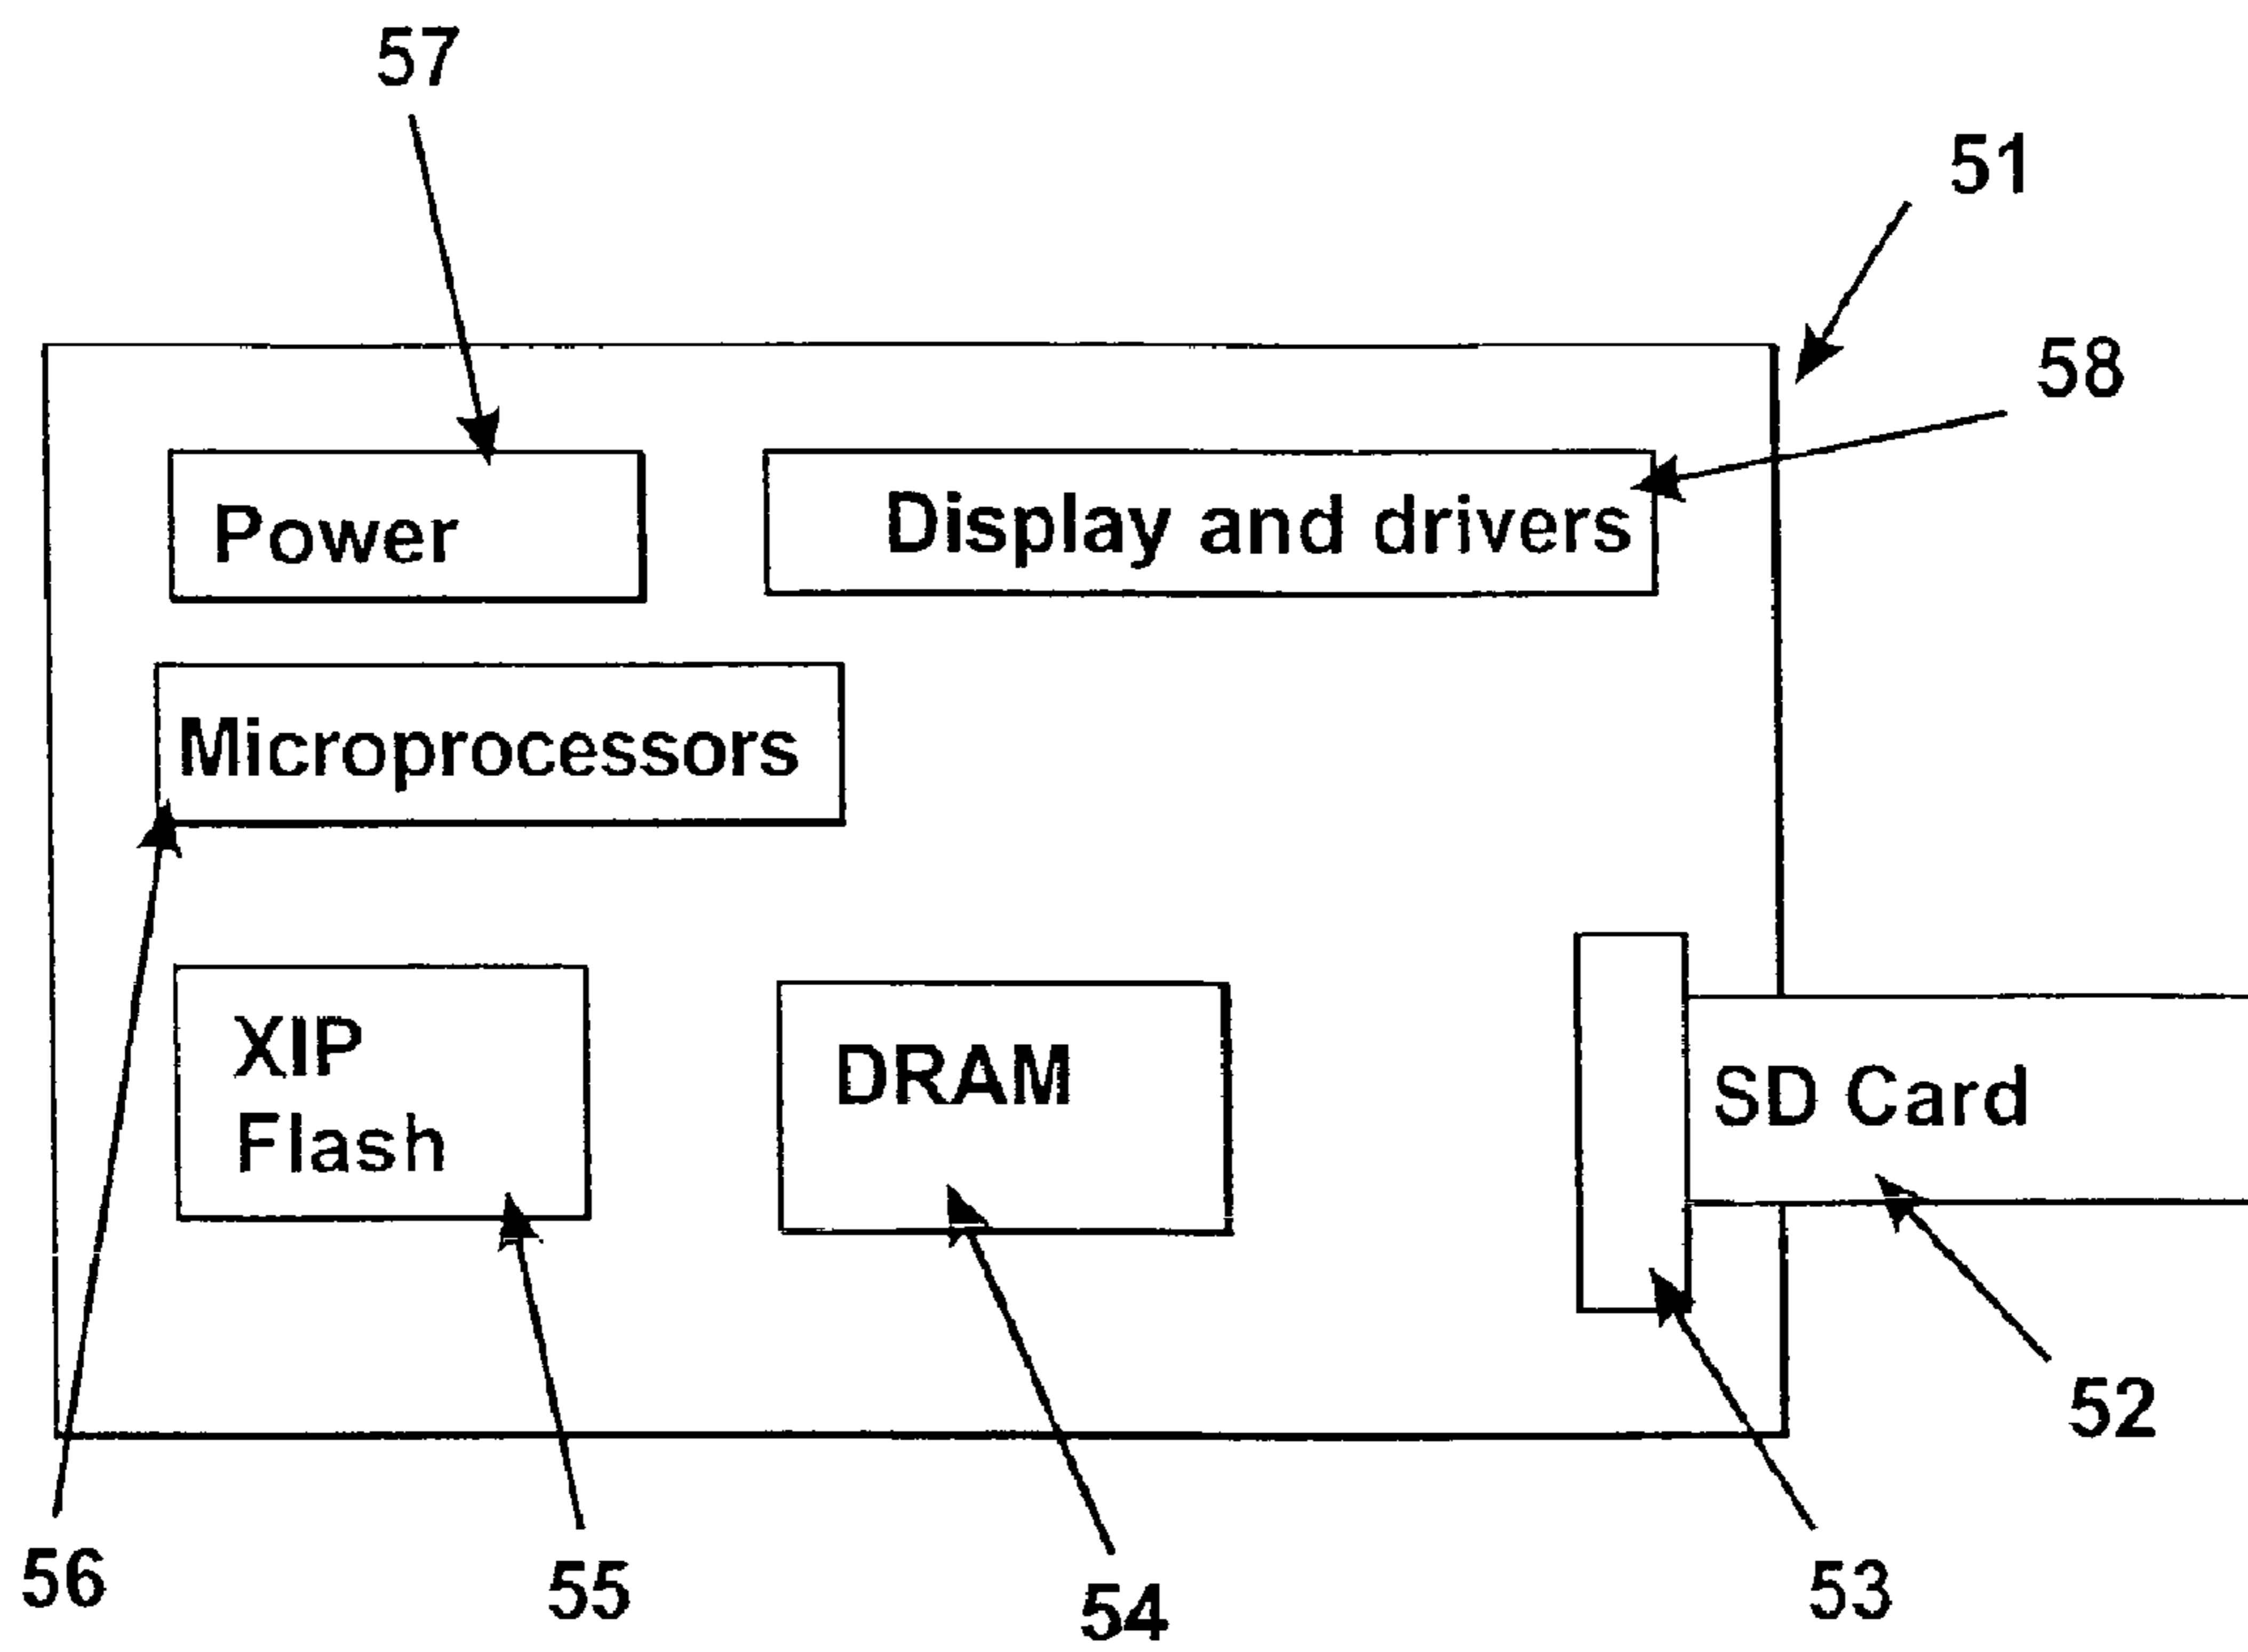 57
51
58
Power
Display and drivers
Microprocessors
XIP
Flash
DRAM
SD Card
52
56
55
54
53